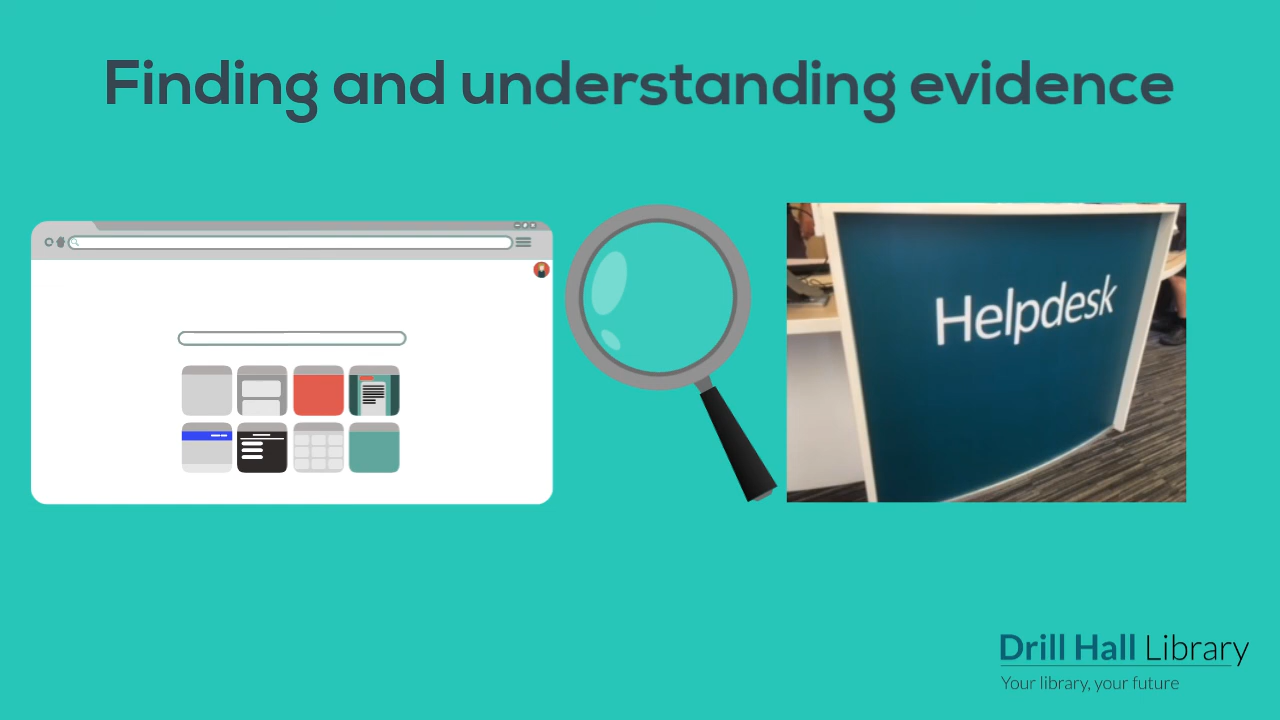 Finding and understanding evidence
Helpdesk
Drill Hall Library
Your library, your future